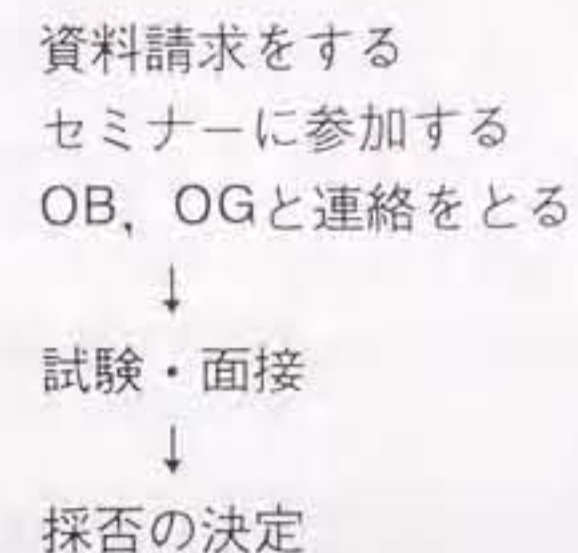 資料請求をする
セミナーに参加する
OB，OGと連絡をとる
↓
試験・面接
↓
採否の決定